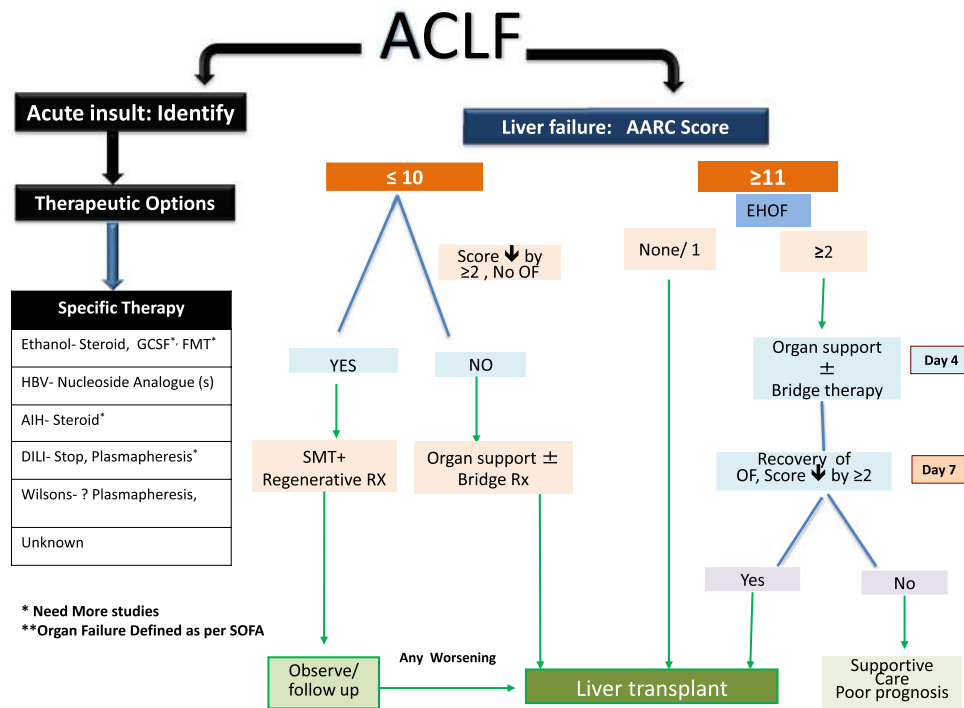 ACLF
Acute insult: Identify
Therapeutic Options
Specific Therapy
Ethanol- Steroid, GCSF*, FMT*
HBV- Nucleoside Analogue (s)
AIH- Steroid*
DILI- Stop, Plasmapheresis*
Wilsons- ? Plasmapheresis,
Unknown
* Need More studies
**Organ Failure Defined as per SOFA
Liver failure: AARC Score
≤ 10
Score ↓ by
≥2 , No OF
YES
NO
SMT+
Regenerative RX
Organ support ±
Bridge Rx
Observe/
follow up
Any Worsening
Liver transplant
≥11
EHOF
None/ 1
≥2
Organ support
±
Bridge therapy
Day 4
Recovery of
OF, Score ↓ by ≥2
Day 7
Yes
No
Supportive
Care
Poor prognosis